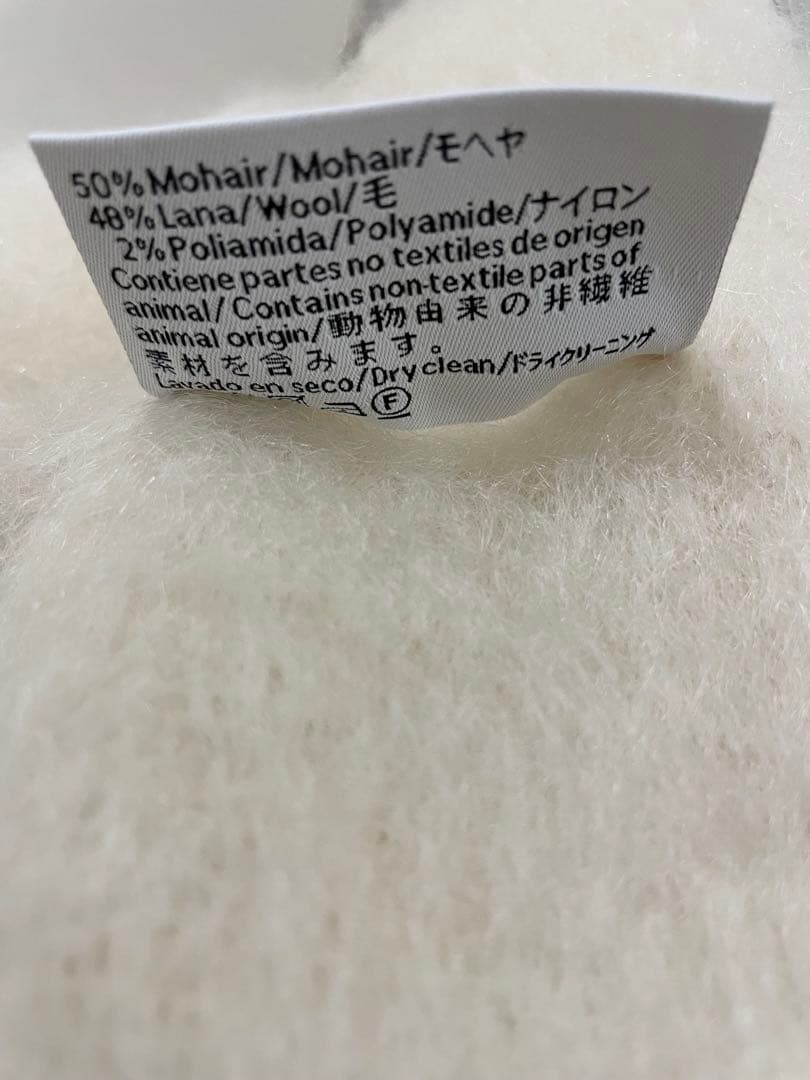 50% Mohair/Mohair/モヘヤ
48% Lana/Wool/毛
2% Poliamida/Polyamide/ナイロン
Contiene partes no textiles de origen
animal/Contains non-textile parts of
animal origin/動物由来の非繊維
素材を含みます。
Lavado en seco/Dry clean/ドライクリーニング
F